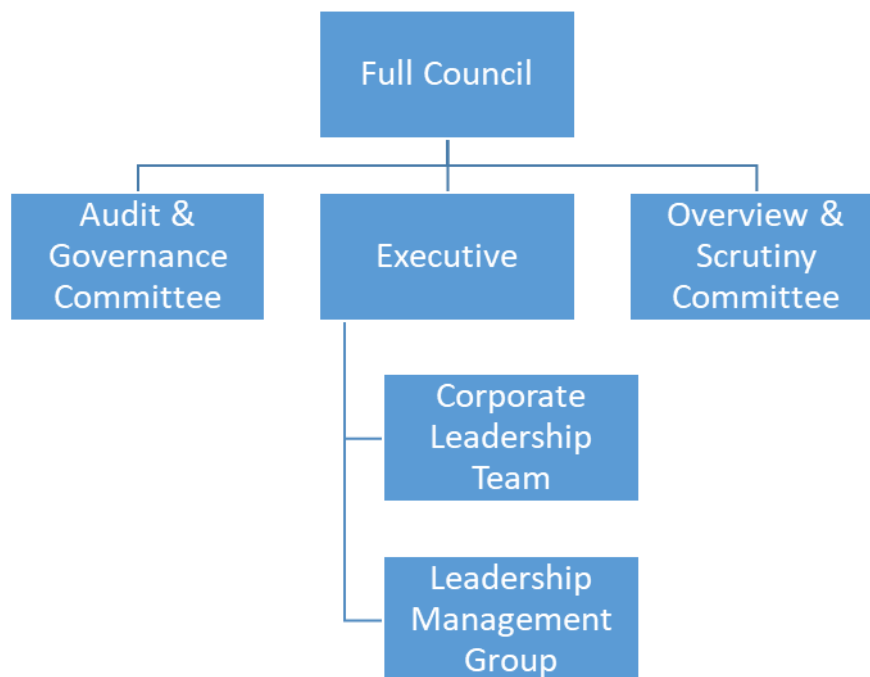 Full Council
Audit &
Governance
Committee
Executive
Overview &
Scrutiny
Committee
Corporate
Leadership
Team
Leadership
Management
Group